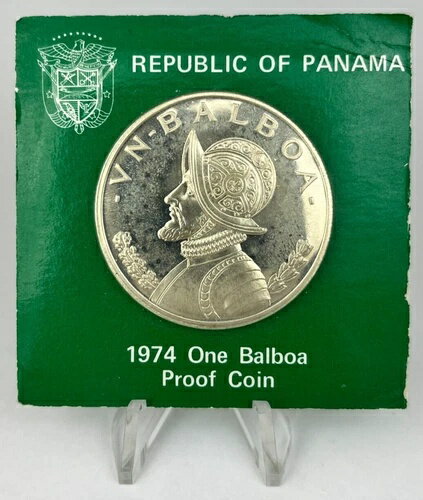 REPUBLIC OF PANAMA
·VN·BALBOA·
1974 One Balboa
Proof Coin